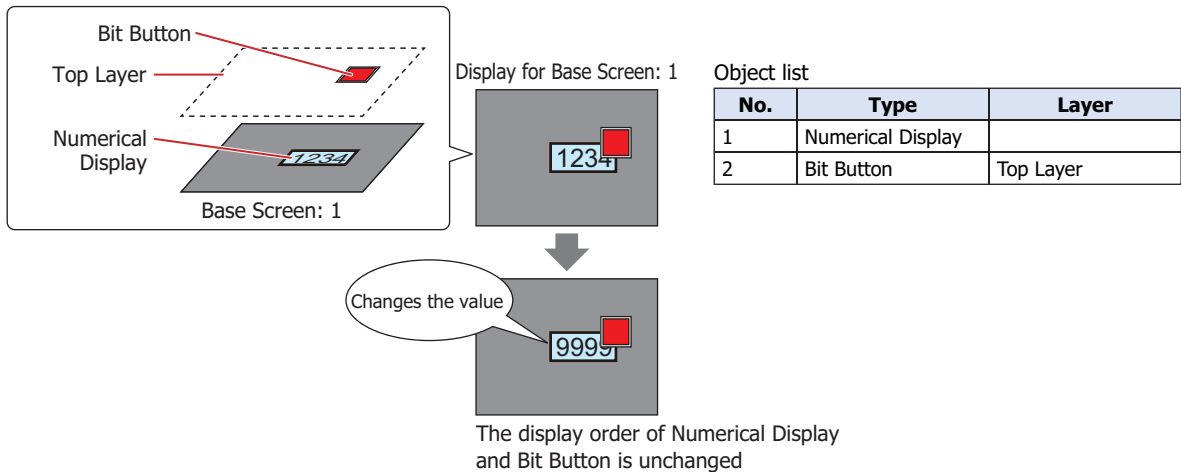 Bit Button
Top Layer
Numerical
Display
1234
Base Screen: 1
Display for Base Screen: 1
1234
Changes the value
9999
The display order of Numerical Display
and Bit Button is unchanged
Object list
No. Type Layer
1 Numerical Display
2 Bit Button Top Layer